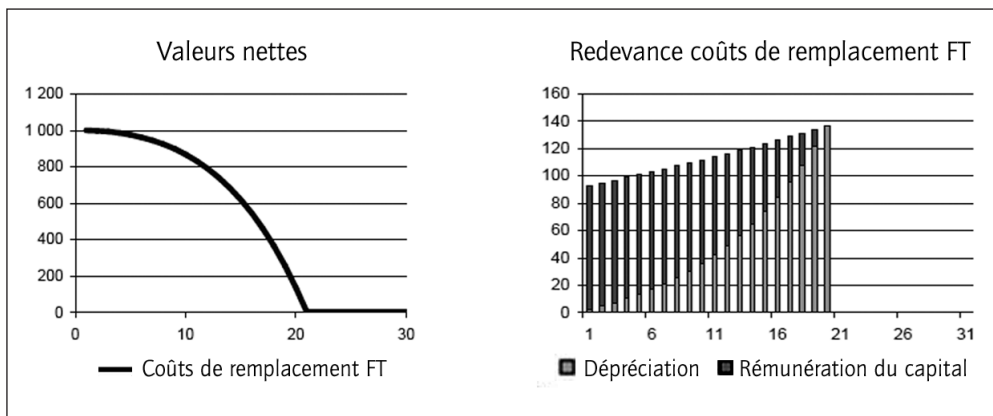 Valeurs nettes
1 200
1 000
800
600
400
200
0
0 10 20 30
Coûts de remplacement FT
Redevance coûts de remplacement FT
160
140
120
100
80
60
40
20
0
1 6 11 16 21 26 31
Dépréciation Rémunération du capital